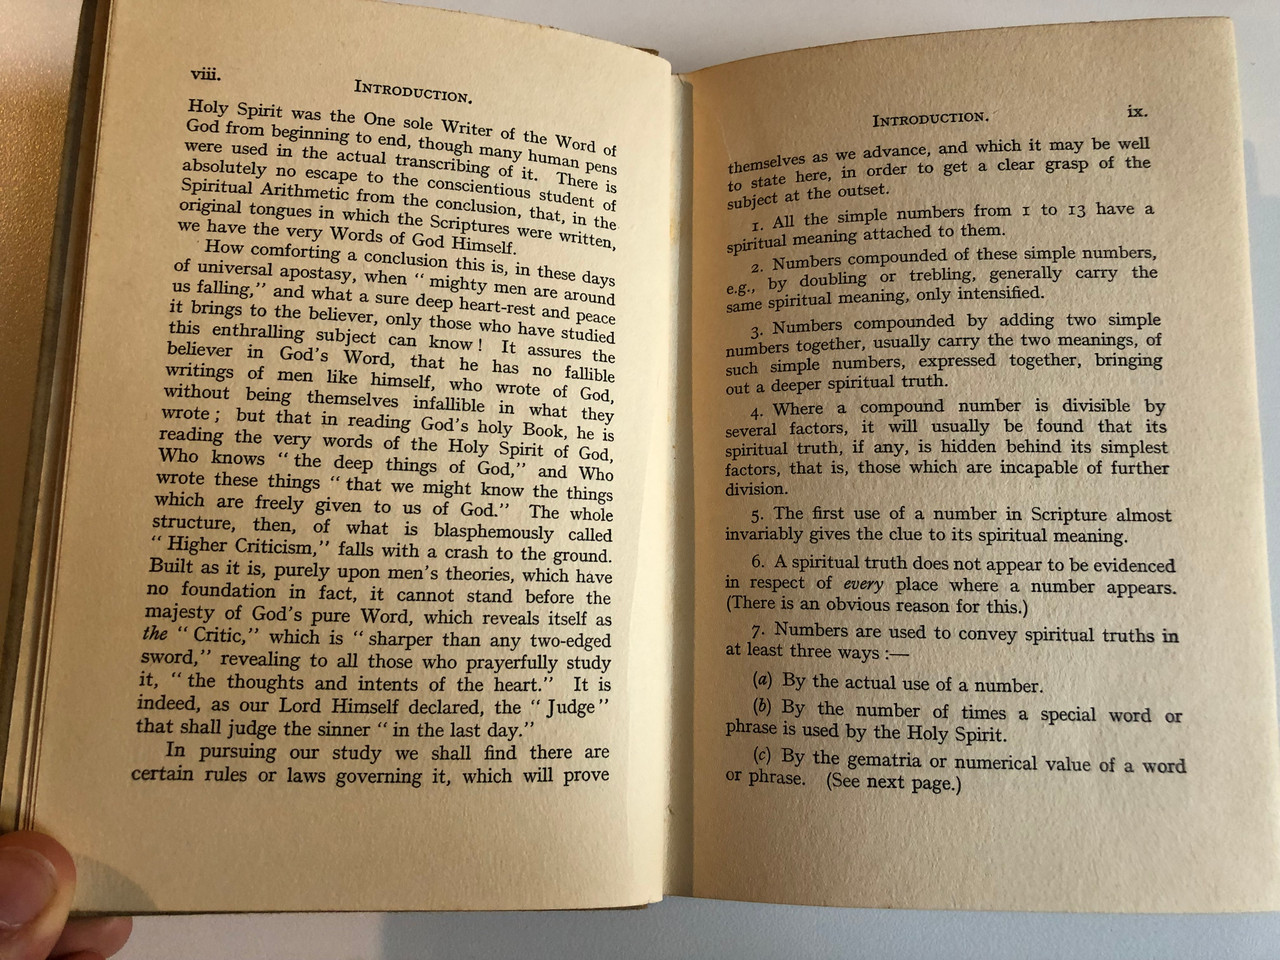 viii.
INTRODUCTION.
Holy Spirit was the One sole Writer of the Word of
God from beginning to end, though many human pens
were used in the actual transcribing of it. There is
absolutely no escape to the conscientious student of
Spiritual Arithmetic from the conclusion, that, in the
original tongues in which the Scriptures were written,
we have the very Words of God Himself.
How comforting a conclusion this is, in these days
of universal apostasy, when “ mighty men are around
us falling,” and what a sure deep heart-rest and peace
it brings to the believer, only those who have studied
this enthralling subject can know ! It assures the
believer in God’s Word, that he has no fallible
writings of men like himself, who wrote of God,
without being themselves infallible in what they
wrote ; but that in reading God’s holy Book, he is
reading the very words of the Holy Spirit of God,
Who knows “ the deep things of God,” and Who
wrote these things “ that we might know the things
which are freely given to us of God.” The whole
structure, then, of what is blasphemously called
“ Higher Criticism,” falls with a crash to the ground.
Built as it is, purely upon men’s theories, which have
no foundation in fact, it cannot stand before the
majesty of God’s pure Word, which reveals itself as
the “ Critic,” which is “ sharper than any two-edged
sword,” revealing to all those who prayerfully study
it, “ the thoughts and intents of the heart.” It is
indeed, as our Lord Himself declared, the “ Judge ”
that shall judge the sinner “ in the last day.”
In pursuing our study we shall find there are
certain rules or laws governing it, which will prove
INTRODUCTION.
ix.
themselves as we advance, and which it may be well
to state here, in order to get a clear grasp of the
subject at the outset.
1. All the simple numbers from 1 to 13 have a
spiritual meaning attached to them.
2. Numbers compounded of these simple numbers,
e.g., by doubling or trebling, generally carry the
same spiritual meaning, only intensified.
3. Numbers compounded by adding two simple
numbers together, usually carry the two meanings, of
such simple numbers, expressed together, bringing
out a deeper spiritual truth.
4. Where a compound number is divisible by
several factors, it will usually be found that its
spiritual truth, if any, is hidden behind its simplest
factors, that is, those which are incapable of further
division.
5. The first use of a number in Scripture almost
invariably gives the clue to its spiritual meaning.
6. A spiritual truth does not appear to be evidenced
in respect of every place where a number appears.
(There is an obvious reason for this.)
7. Numbers are used to convey spiritual truths in
at least three ways :—
(a) By the actual use of a number.
(b) By the number of times a special word or
phrase is used by the Holy Spirit.
(c) By the gematria or numerical value of a word
or phrase. (See next page.)